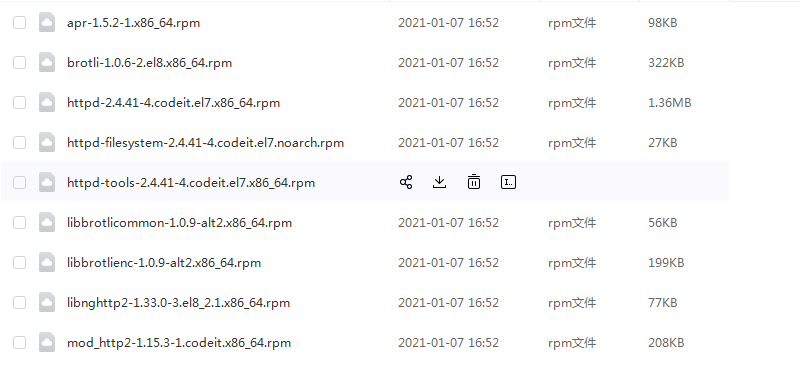 apr-1.5.2-1.x86_64.rpm 2021-01-07 16:52 rpm文件 98KB
brotli-1.0.6-2.el8.x86_64.rpm 2021-01-07 16:52 rpm文件 322KB
httpd-2.4.41-4.codeit.el7.x86_64.rpm 2021-01-07 16:52 rpm文件 1.36MB
httpd-filesystem-2.4.41-4.codeit.el7.noarch.rpm 2021-01-07 16:52 rpm文件 27KB
httpd-tools-2.4.41-4.codeit.el7.x86_64.rpm
libbrotlicommon-1.0.9-alt2.x86_64.rpm 2021-01-07 16:52 rpm文件 56KB
libbrotlienc-1.0.9-alt2.x86_64.rpm 2021-01-07 16:52 rpm文件 199KB
libnghttp2-1.33.0-3.el8_2.1.x86_64.rpm 2021-01-07 16:52 rpm文件 77KB
mod_http2-1.15.3-1.codeit.x86_64.rpm 2021-01-07 16:52 rpm文件 208KB